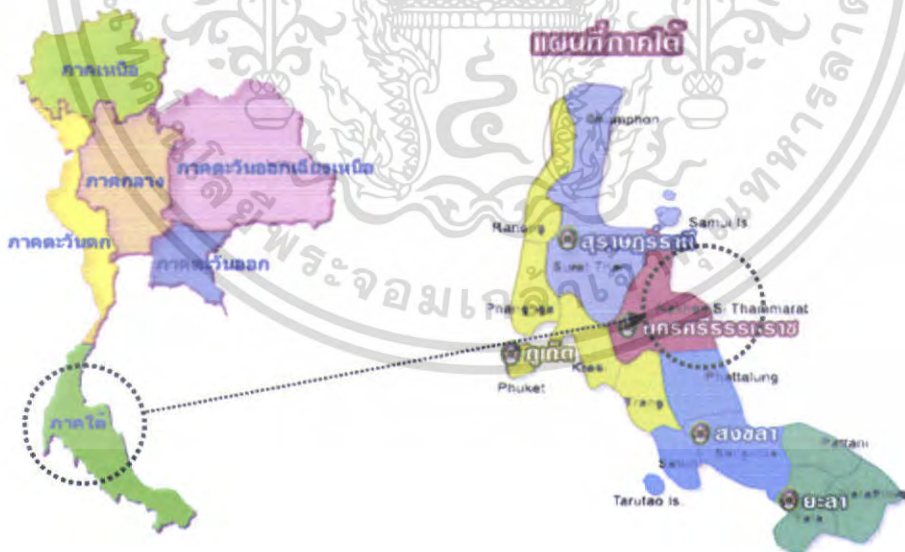 ภาคเหนือ
ภาคตะวันออกเฉียงเหนือ
ภาคกลาง
ภาคตะวันตก
ภาคตะวันออก
ภาคใต้
แผนที่ภาคใต้
Chumphon
Ranong
Samui Is.
สุราษฎร์ธานี
Surat Thani
Phangnga
Nakhon Si Thammarat
นครศรีธรรมราช
ภูเก็ต
Phuket
Krabi
Phattalung
Trang
สงขลา
Songkhla
Satun
Pattani
Tarutao Is.
ยะลา
Yala